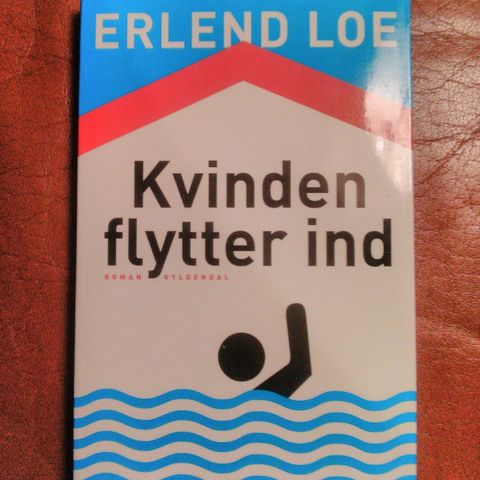 ERLEND LOE
Kvinden
flytter ind
ROMAN GYLDENDAL